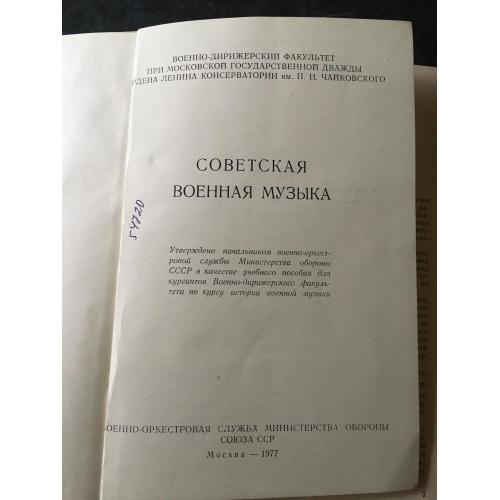 ВОЕННО-ДИРИЖЕРСКИЙ ФАКУЛЬТЕТ
ПРИ МОСКОВСКОЙ ГОСУДАРСТВЕННОЙ ДВАЖДЫ
РДЕНА ЛЕНИНА КОНСЕРВАТОРИИ им. П. И. ЧАЙКОВСКОГО
СОВЕТСКАЯ
ВОЕННАЯ МУЗЫКА
54720
Утверждено начальником военно-оркест-
ровой службы Министерства обороны
СССР в качестве учебного пособия для
курсантов Военно-дирижерского факуль-
тета по курсу истории военной музыки
ОЕННО-ОРКЕСТРОВАЯ СЛУЖБА МИНИСТЕРСТВА ОБОРОНЫ
СОЮЗА ССР
Москва — 1977